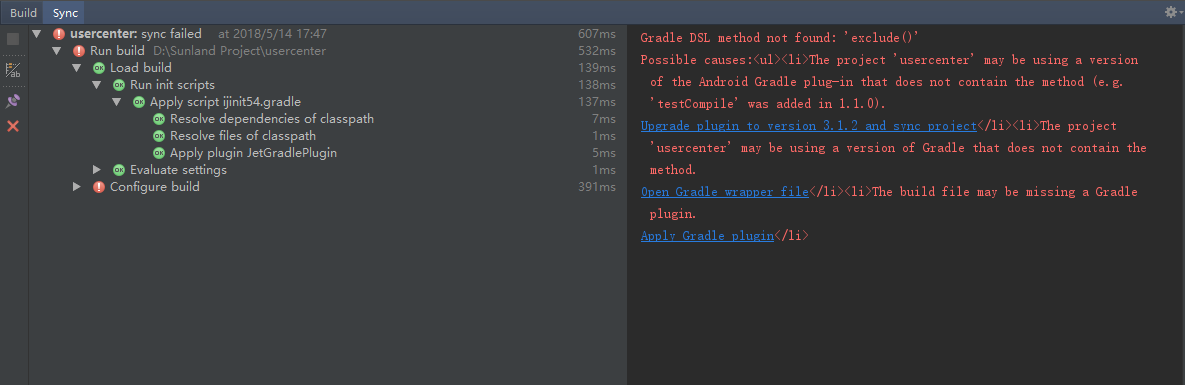 Build Sync
usercenter: sync failed at 2018/5/14 17:47 607ms
Run build D:\Sunland Project\usercenter 532ms
Load build 139ms
Run init scripts 138ms
Apply script ijinit54.gradle 137ms
Resolve dependencies of classpath 7ms
Resolve files of classpath 1ms
Apply plugin JetGradlePlugin 5ms
Evaluate settings 1ms
Configure build 391ms
Gradle DSL method not found: 'exclude()'
Possible causes:<ul><li>The project 'usercenter' may be using a version
of the Android Gradle plug-in that does not contain the method (e.g.
'testCompile' was added in 1.1.0).
Upgrade plugin to version 3.1.2 and sync project</li><li>The project
'usercenter' may be using a version of Gradle that does not contain the
method.
Open Gradle wrapper file</li><li>The build file may be missing a Gradle
plugin.
Apply Gradle plugin</li>